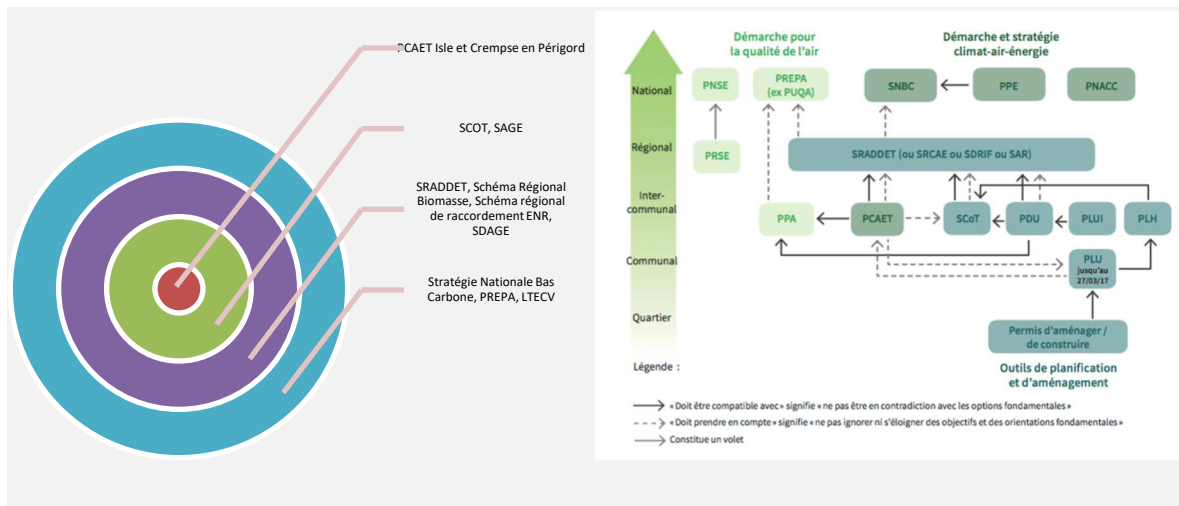 PCAET Isle et Crempse en Périgord
SCOT, SAGE
SRADDET, Schéma Régional
Biomasse, Schéma régional
de raccordement ENR,
SDAGE
Stratégie Nationale Bas
Carbone, PREPA, LTECV
Démarche pour
la qualité de l'air
Démarche et stratégie
climat-air-énergie
National
PNSE
PREPA
(ex PUQA)
SNBC
PPE
PNACC
Régional
PRSE
SRADDET (ou SRCAE ou SDRIF ou SAR)
Inter-
communal
PPA
PCAET
SCoT
PDU
PLUI
PLH
Communal
PLU
jusqu'au
27/03/17
Quartier
Permis d'aménager /
de construire
Légende :
Outils de planification
et d'aménagement
« Doit être compatible avec » signifie « ne pas être en contradiction avec les options fondamentales »
« Doit prendre en compte » signifie « ne pas ignorer ni s'éloigner des objectifs et des orientations fondamentales »
Constitue un volet